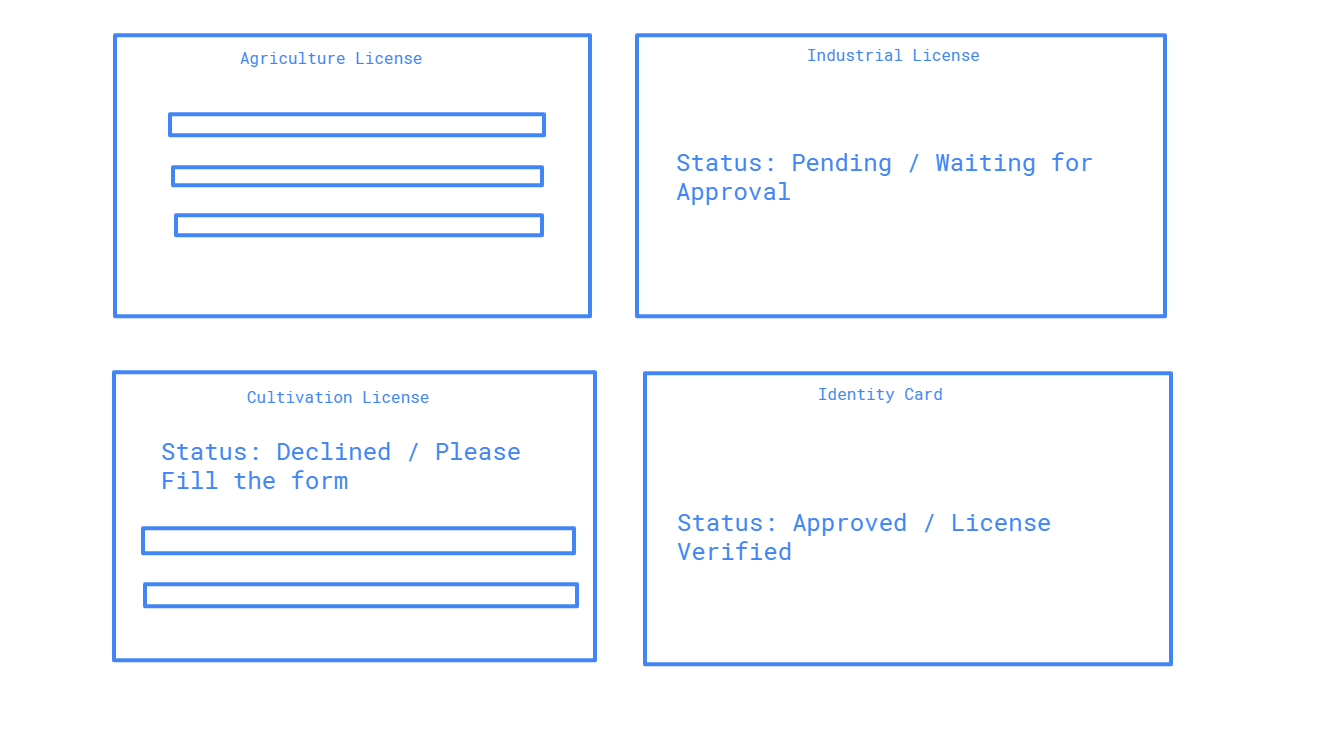 Agriculture License
Industrial License
Status: Pending / Waiting for
Approval
Cultivation License
Status: Declined / Please
Fill the form
Identity Card
Status: Approved / License
Verified